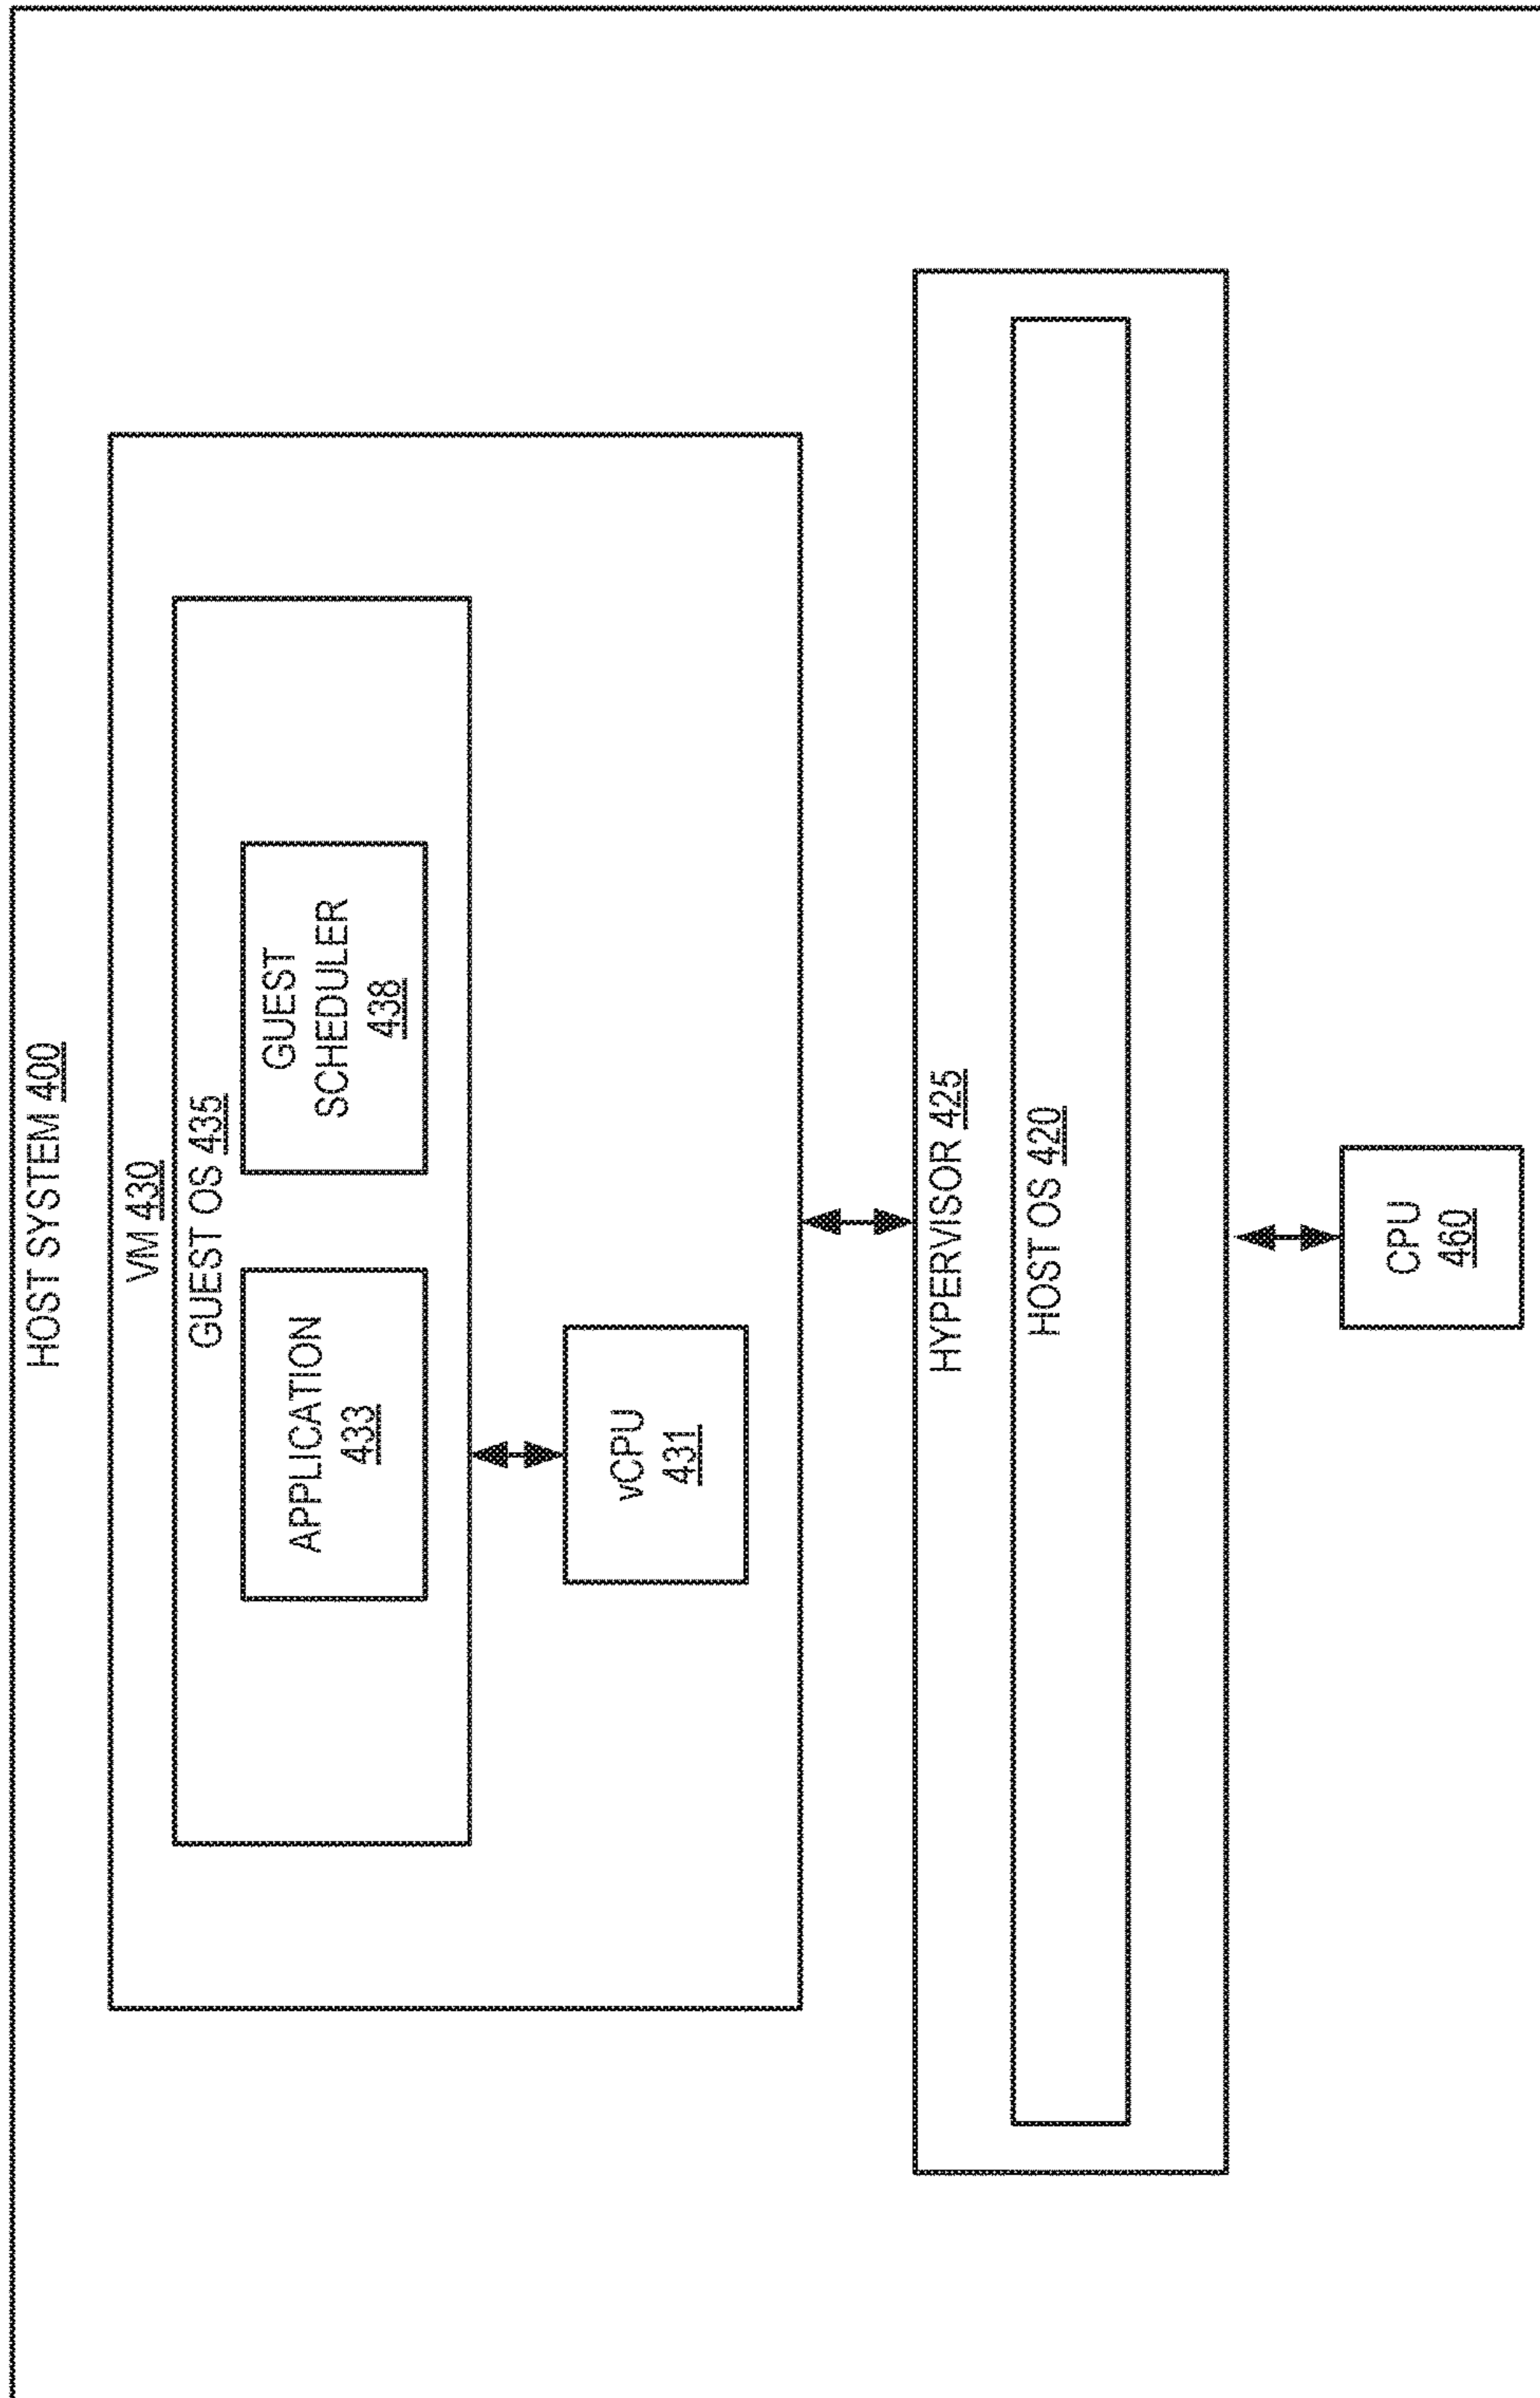 HOST SYSTEM 400
VM 430
GUEST OS 435
APPLICATION
433
GUEST
SCHEDULER
438
vCPU
431
HYPERVISOR 425
HOST OS 420
CPU
460